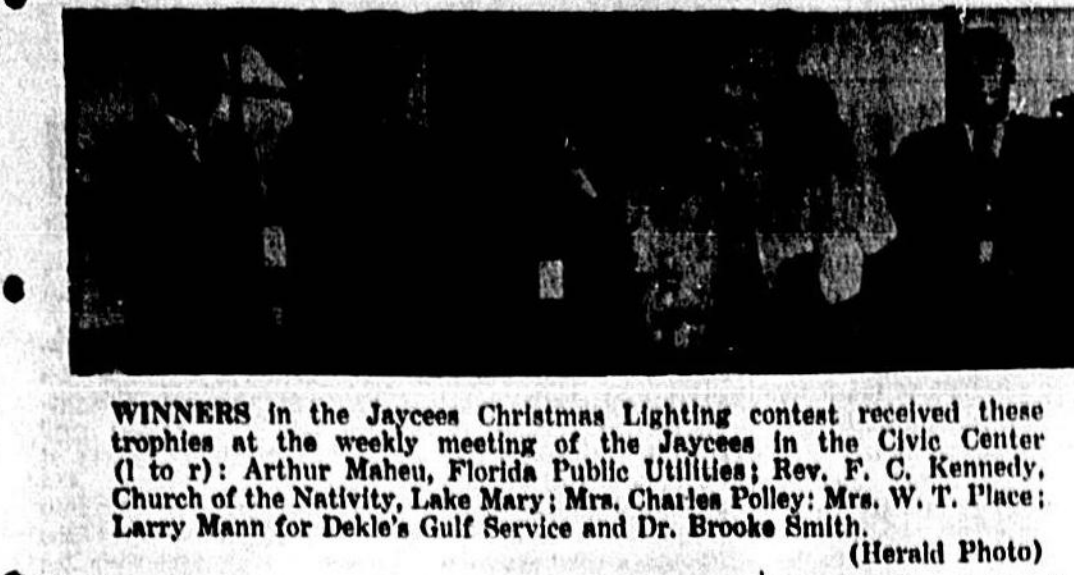 WINNERS in the Jaycees Christmas Lighting contest received these
trophies at the weekly meeting of the Jaycees in the Civic Center
(l to r): Arthur Maheu, Florida Public Utilities; Rev. F. C. Kennedy,
Church of the Nativity, Lake Mary; Mrs. Charles Polley; Mrs. W. T. Place;
Larry Mann for Dekle's Gulf Service and Dr. Brooke Smith.
(Herald Photo)